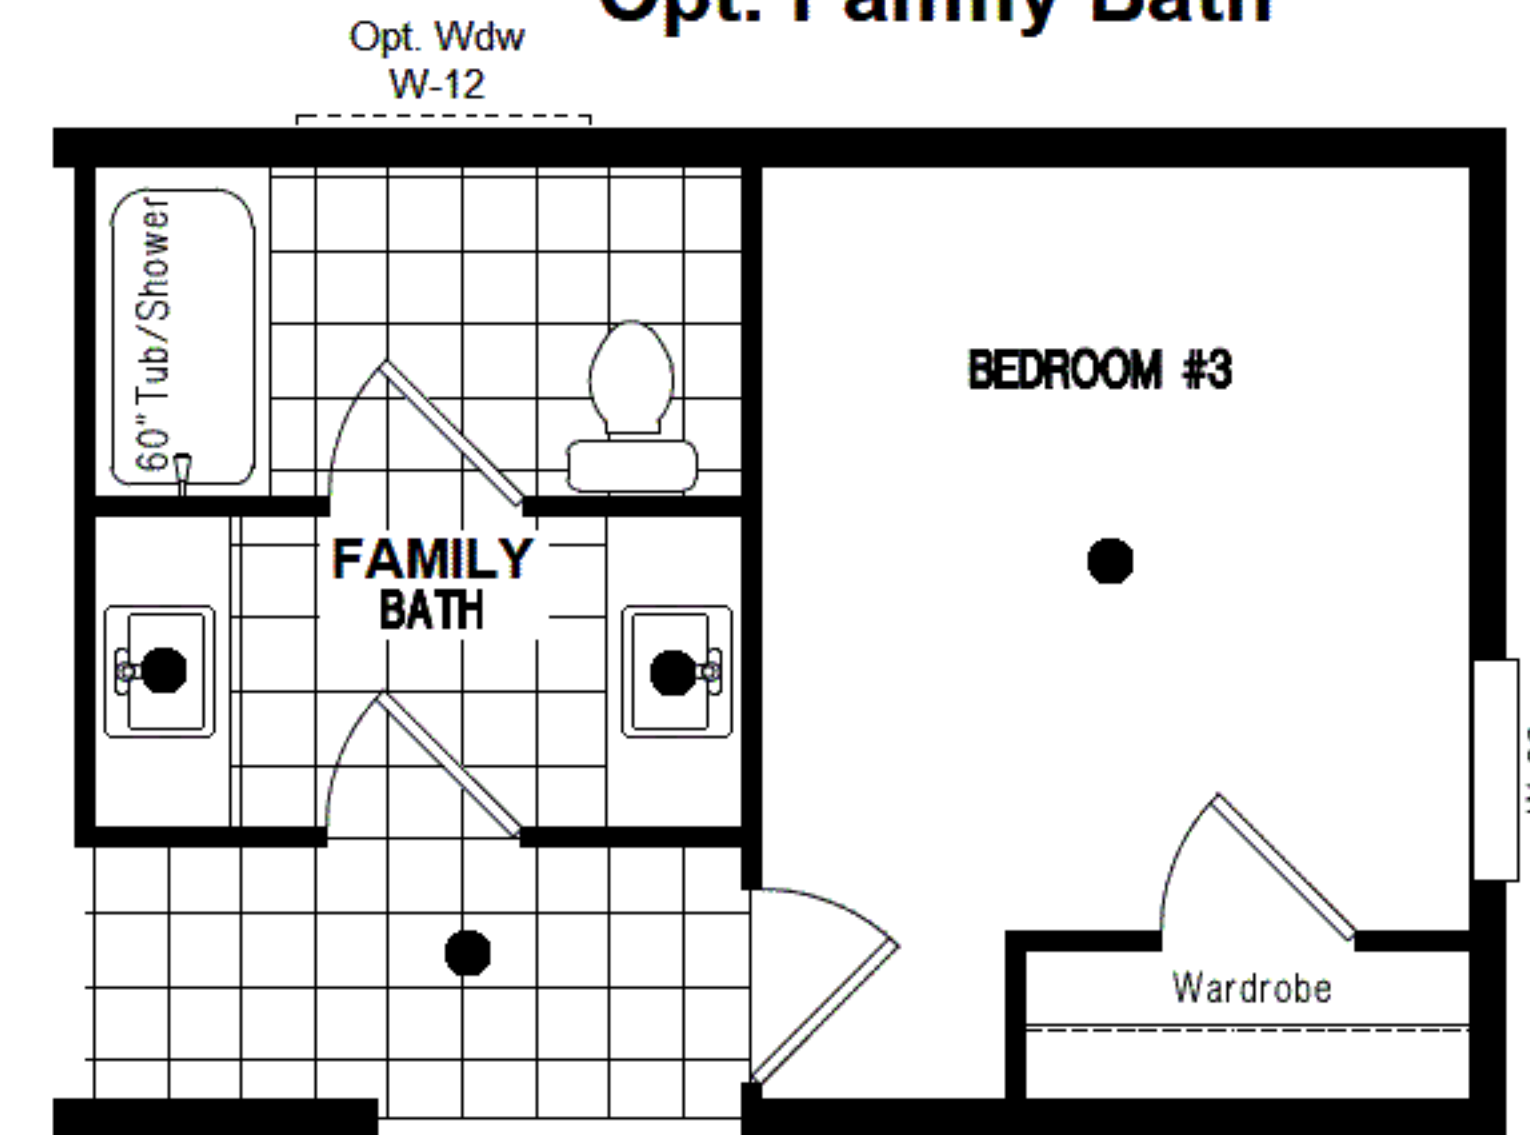 Opt. Family Bath
Opt. Wdw
W-12
60" Tub/Shower
BEDROOM #3
FAMILY
BATH
Wardrobe